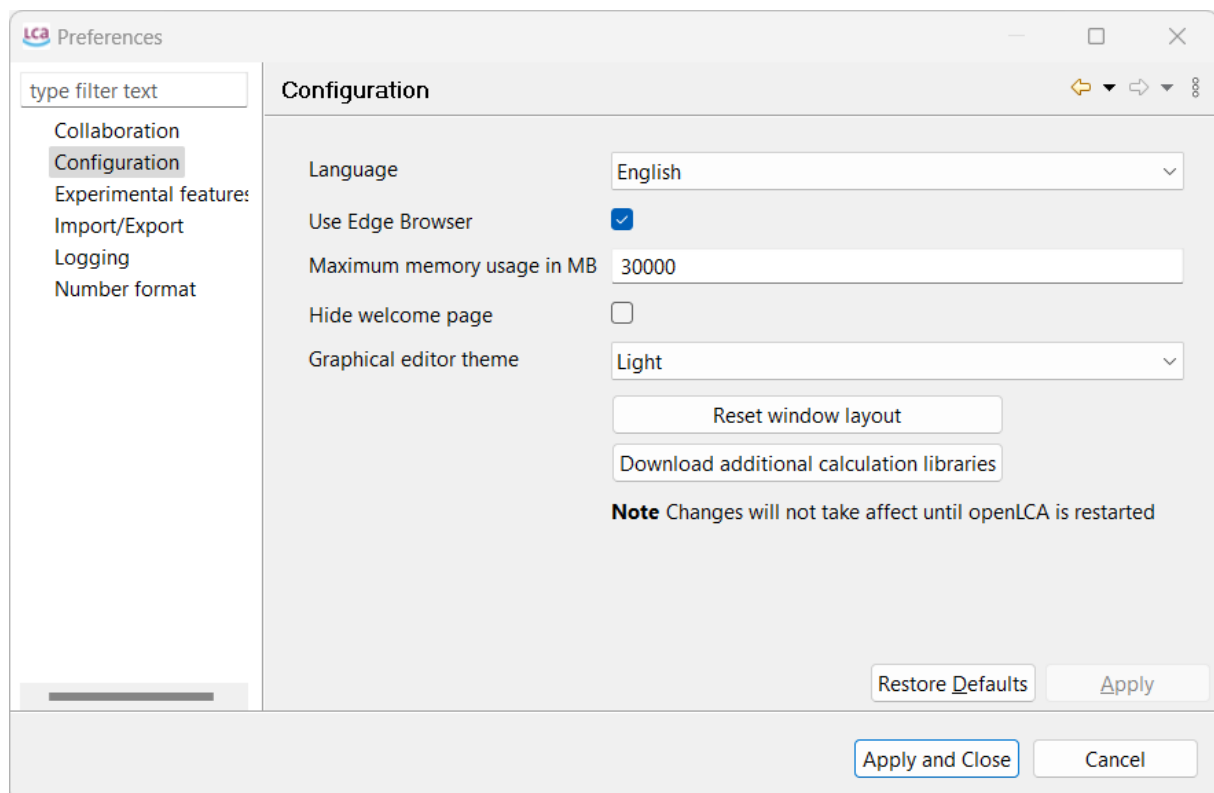 LCA Preferences
type filter text
Configuration
Collaboration
Configuration
Experimental features
Import/Export
Logging
Number format
Language English
Use Edge Browser
Maximum memory usage in MB 30000
Hide welcome page
Graphical editor theme Light
Reset window layout
Download additional calculation libraries
Note Changes will not take affect until openLCA is restarted
Restore Defaults Apply
Apply and Close Cancel